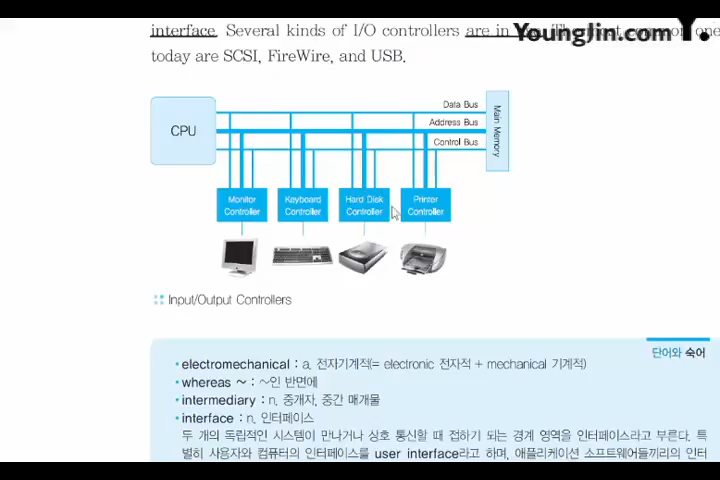 interface. Several kinds of I/O controllers are in
YoungJin.com Y.
today are SCSI, FireWire, and USB.
CPU
Data Bus
Address Bus
Control Bus
Main Memory
Monitor Controller
Keyboard Controller
Hard Disk Controller
Printer Controller
Input/Output Controllers
단어와 숙어
• electromechanical : a. 전자기계적(= electronic 전자적 + mechanical 기계적)
• whereas ~ : ~인 반면에
• intermediary : n. 중개자, 중간 매개물
• interface : n. 인터페이스
두 개의 독립적인 시스템이 만나거나 상호 통신할 때 접하기 되는 경계 영역을 인터페이스라고 부른다. 특
별히 사용자와 컴퓨터의 인터페이스를 user interface라고 하며, 애플리케이션 소프트웨어들끼리의 인터